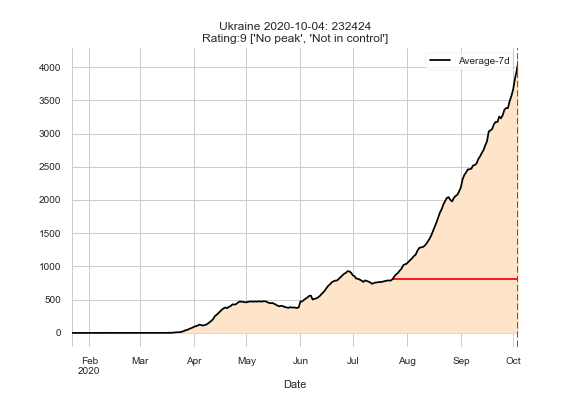 Ukraine 2020-10-04: 232424
Rating:9 ['No peak', 'Not in control']
Average-7d
4000
3500
3000
2500
2000
1500
1000
500
0
Feb Mar Apr May Jun Jul Aug Sep Oct
2020
Date